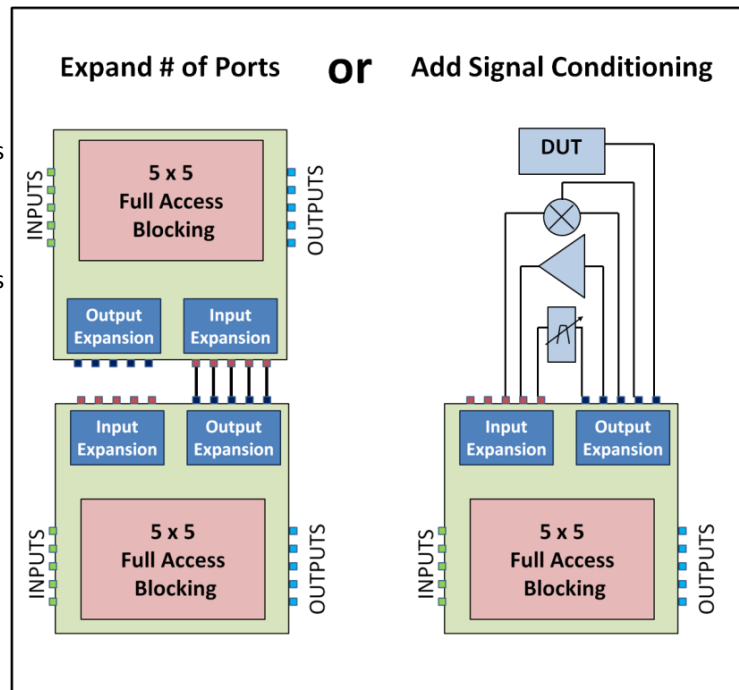 Expand # of Ports
or
Add Signal Conditioning
s
s
INPUTS
5 x 5
Full Access
Blocking
OUTPUTS
Output
Expansion
Input
Expansion
Input
Expansion
Output
Expansion
INPUTS
5 x 5
Full Access
Blocking
OUTPUTS
DUT
Input
Expansion
Output
Expansion
INPUTS
5 x 5
Full Access
Blocking
OUTPUTS